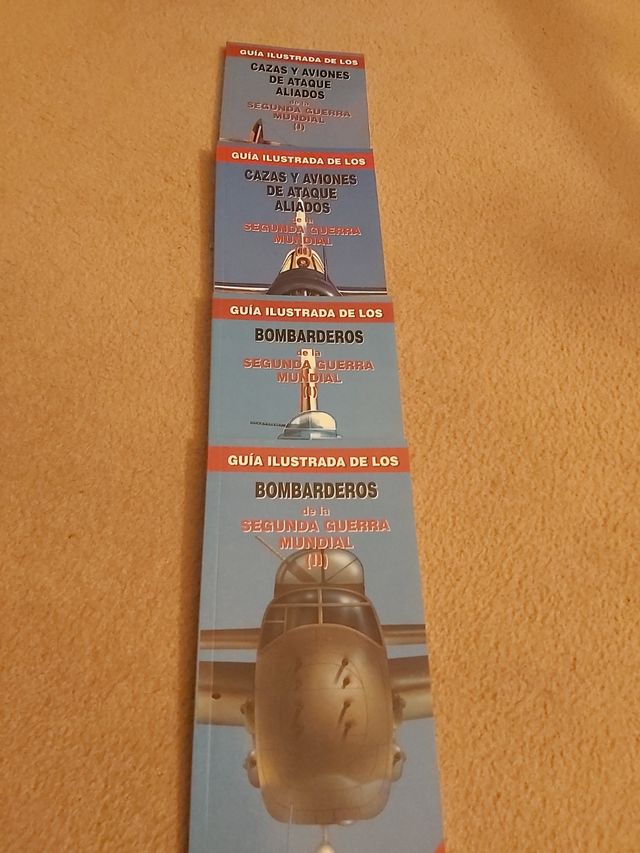 GUÍA ILUSTRADA DE LOS
CAZAS Y AVIONES
DE ATAQUE
ALIADOS
de la
SEGUNDA GUERRA
MUNDIAL
(I)
GUÍA ILUSTRADA DE LOS
CAZAS Y AVIONES
DE ATAQUE
ALIADOS
de la
SEGUNDA GUERRA
MUNDIAL
(II)
GUÍA ILUSTRADA DE LOS
BOMBARDEROS
de la
SEGUNDA GUERRA
MUNDIAL
(I)
GUÍA ILUSTRADA DE LOS
BOMBARDEROS
de la
SEGUNDA GUERRA
MUNDIAL
(II)